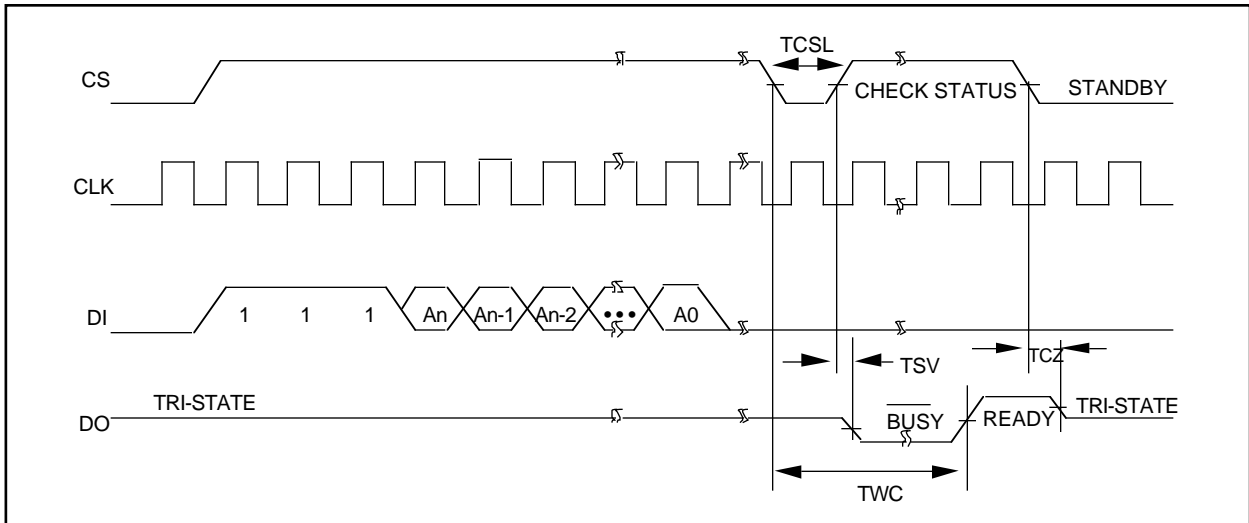 TCSL
CS
CHECK STATUS
STANDBY
CLK
DI
1 1 1 An An-1 An-2 ••• A0
TSV
TCZ
DO
TRI-STATE
BUSY
READY
TRI-STATE
TWC